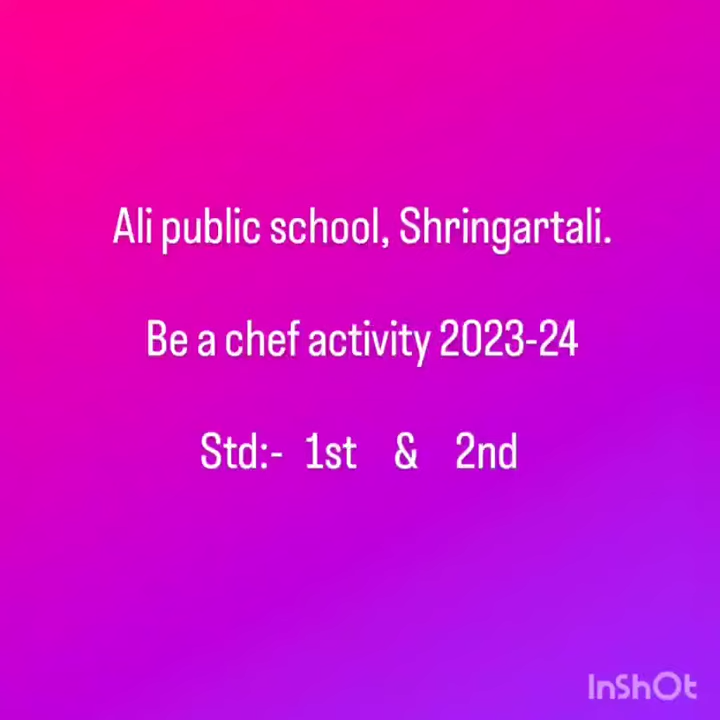 Ali public school, Shringartali.
Be a chef activity 2023-24
Std:- 1st & 2nd
InShOt